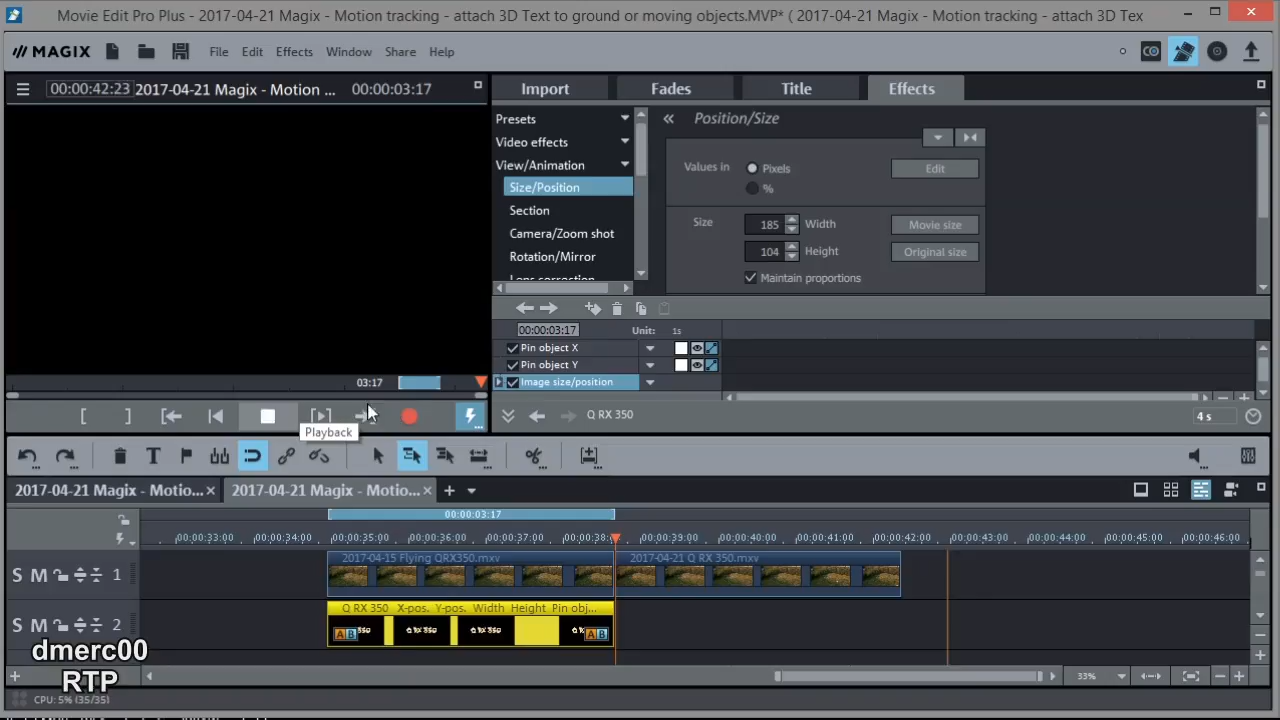 Movie Edit Pro Plus - 2017-04-21 Magix - Motion tracking - attach 3D Text to ground or moving objects.MVP* ( 2017-04-21 Magix - Motion tracking - attach 3D Tex
MAGIX File Edit Effects Window Share Help
00:00:42:23 2017-04-21 Magix - Motion ... 00:00:03:17
Import Fades Title Effects
Presets
Video effects
View/Animation
Size/Position
Section
Camera/Zoom shot
Rotation/Mirror
Lens correction
Position/Size
Values in Pixels Edit
%
Size 185 Width Movie size
104 Height Original size
Maintain proportions
00:00:03:17 Unit: 1s
Pin object X
Pin object Y
Image size/position
03:17
Q RX 350 4 s
Playback
2017-04-21 Magix - Motio... 2017-04-21 Magix - Motio...
00:00:03:17
00:00:33:00 00:00:34:00 00:00:35:00 00:00:36:00 00:00:37:00 00:00:38: 00:00:39:00 00:00:40:00 00:00:41:00 00:00:42:00 00:00:43:00 00:00:44:00 00:00:45:00 00:00:46:00
S M 1
2017-04-15 Flying QRX350.mxv 2017-04-21 Q RX 350.mxv
S M 2
Q RX 350 X-pos. Y-pos. Width Height Pin obj...
dmerc00
RTP
33%
CPU: 5% (35/35)